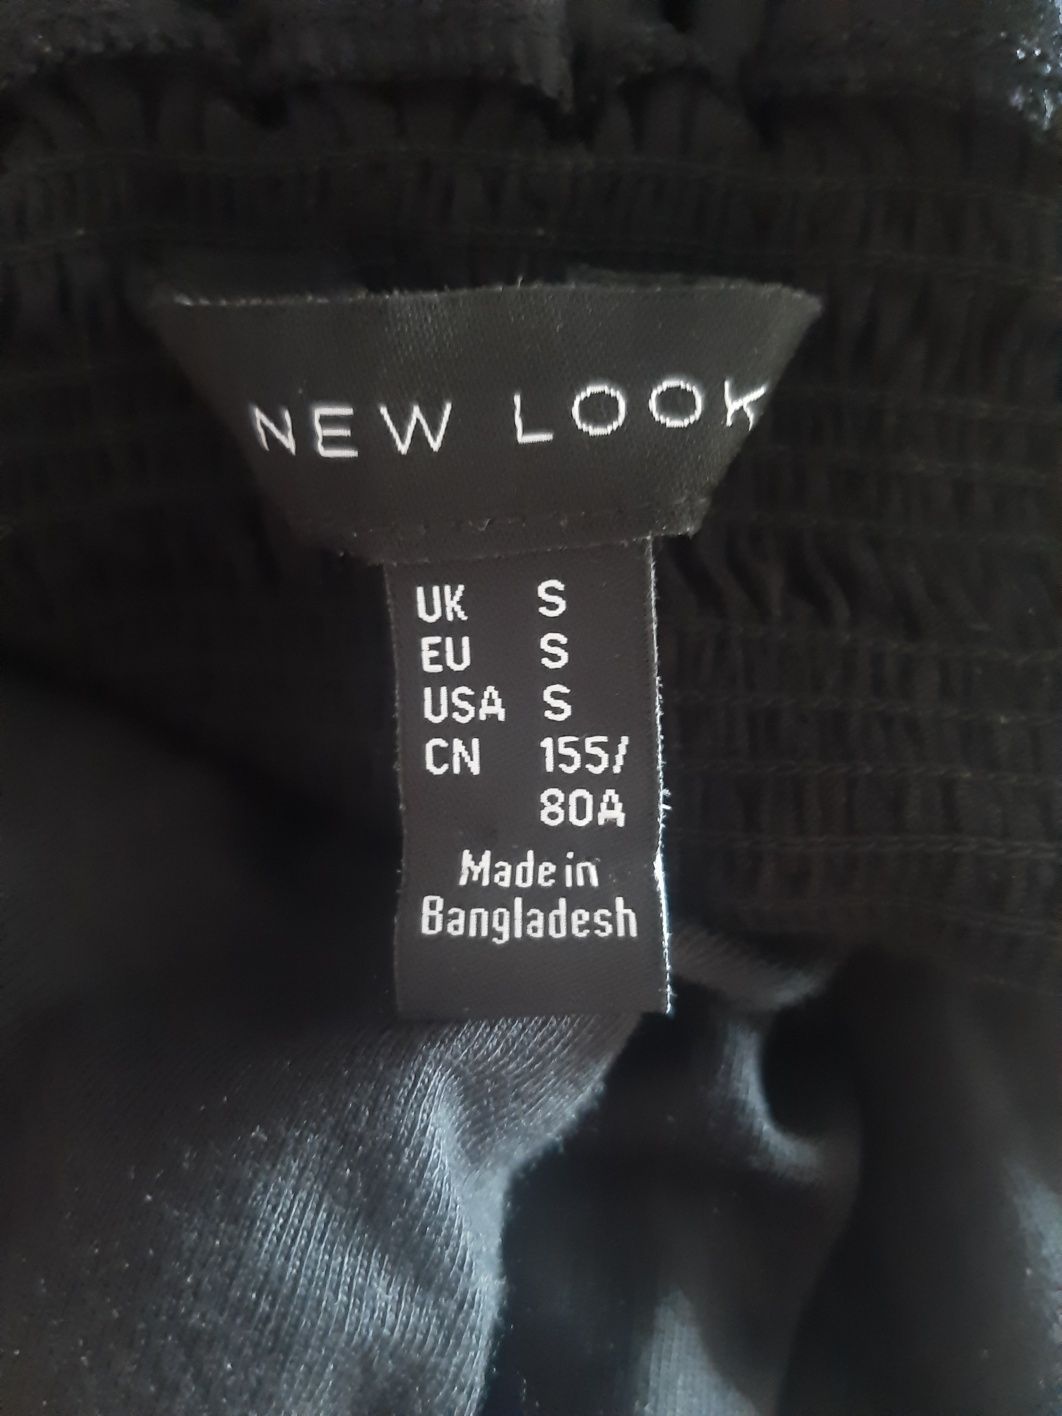 NEW LOOK
UK S
EU S
USA S
CN 155/
80A
Made in
Bangladesh